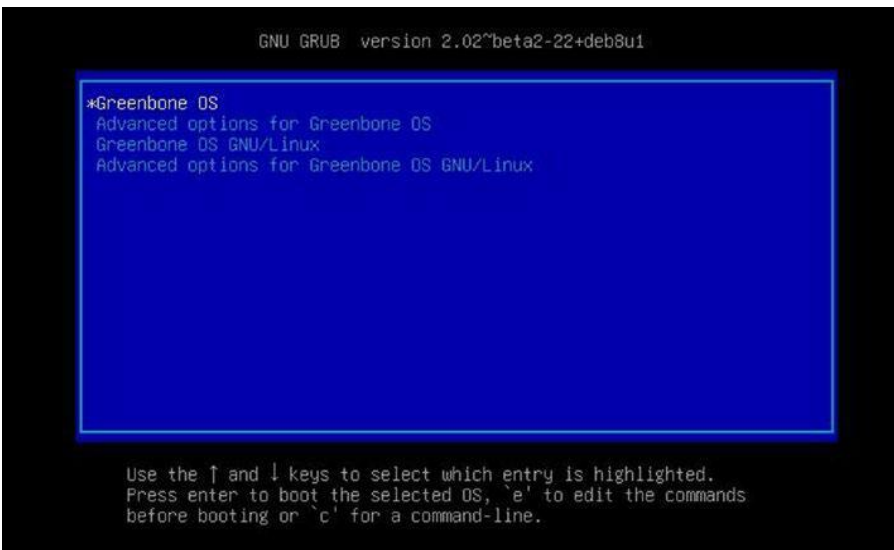 GNU GRUB version 2.02~beta2-22+deb8u1
*Greenbone OS
Advanced options for Greenbone OS
Greenbone OS GNU/Linux
Advanced options for Greenbone OS GNU/Linux
Use the ↑ and ↓ keys to select which entry is highlighted.
Press enter to boot the selected OS, `e' to edit the commands
before booting or `c' for a command-line.